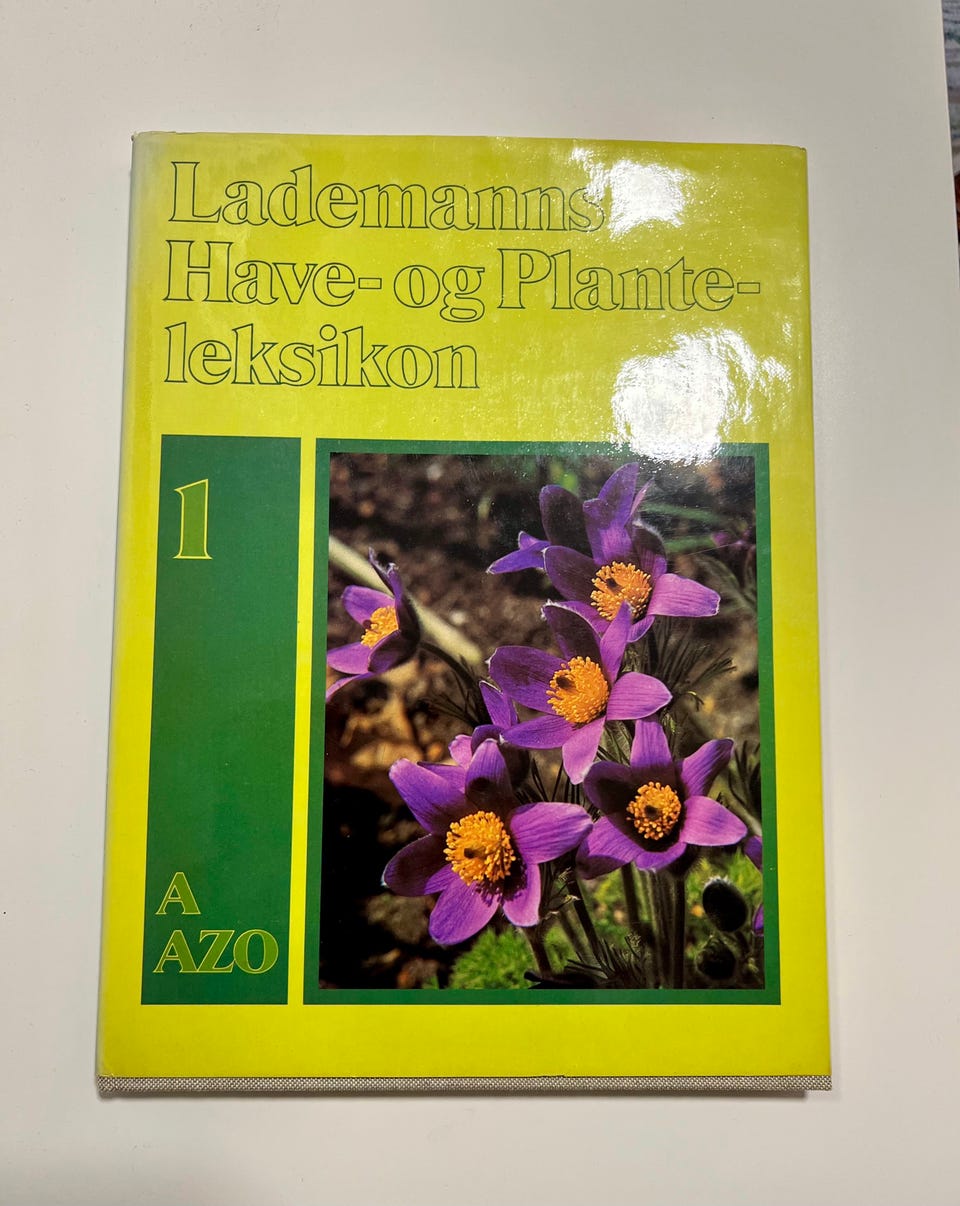 Lademanns
Have- og Plante-
leksikon
1
A
AZO